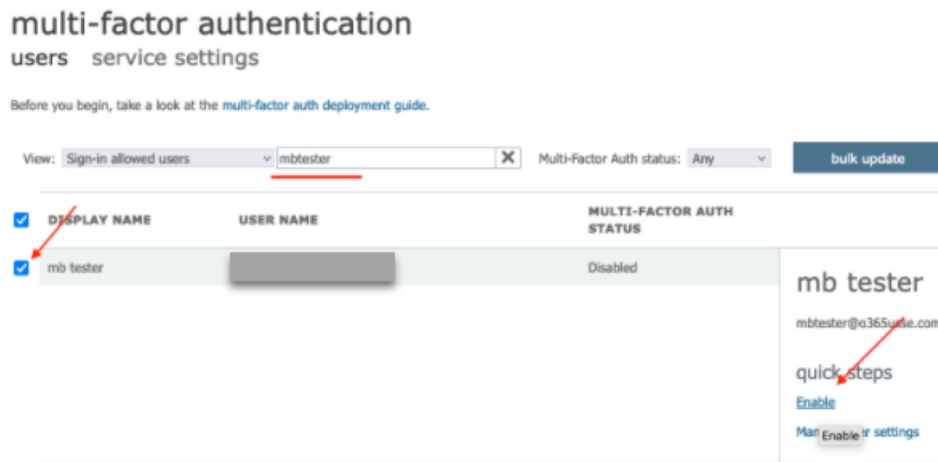 multi-factor authentication
users service settings
Before you begin, take a look at the multi-factor auth deployment guide.
View: Sign-in allowed users mbtester Multi-Factor Auth status: Any bulk update
DISPLAY NAME USER NAME MULTI-FACTOR AUTH STATUS
mb tester Disabled
mb tester
quick steps
Enable
Enable settings